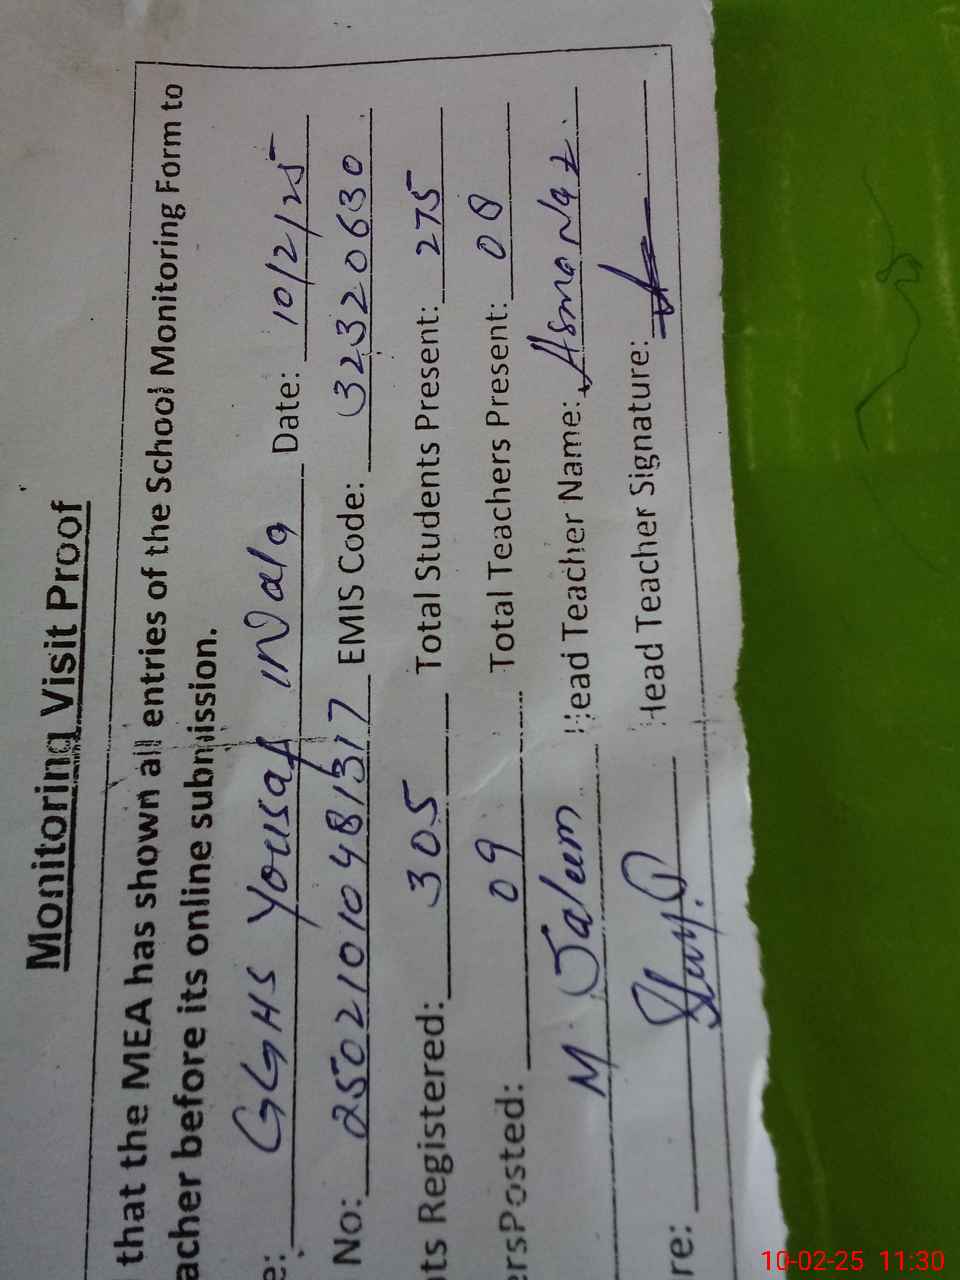 Monitoring Visit Proof
that the MEA has shown all entries of the School Monitoring Form to
acher before its online submission.
e: GGHS Yousaf Wala Date: 10/2/25
No: 25021010481317 EMIS Code: 32320630
nts Registered: 305 Total Students Present: 275
ersPosted: 09 Total Teachers Present: 08
M. Saleem Head Teacher Name: Asma Naz
re: Head Teacher Signature:
10-02-25 11:30